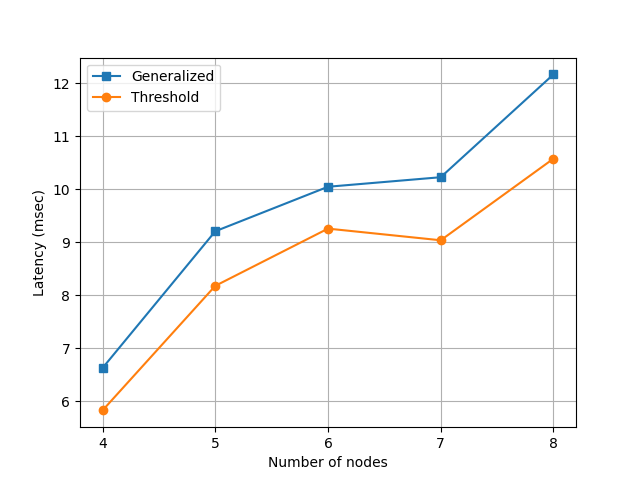 Generalized
Threshold
12
11
10
9
8
7
6
Latency (msec)
4 5 6 7 8
Number of nodes